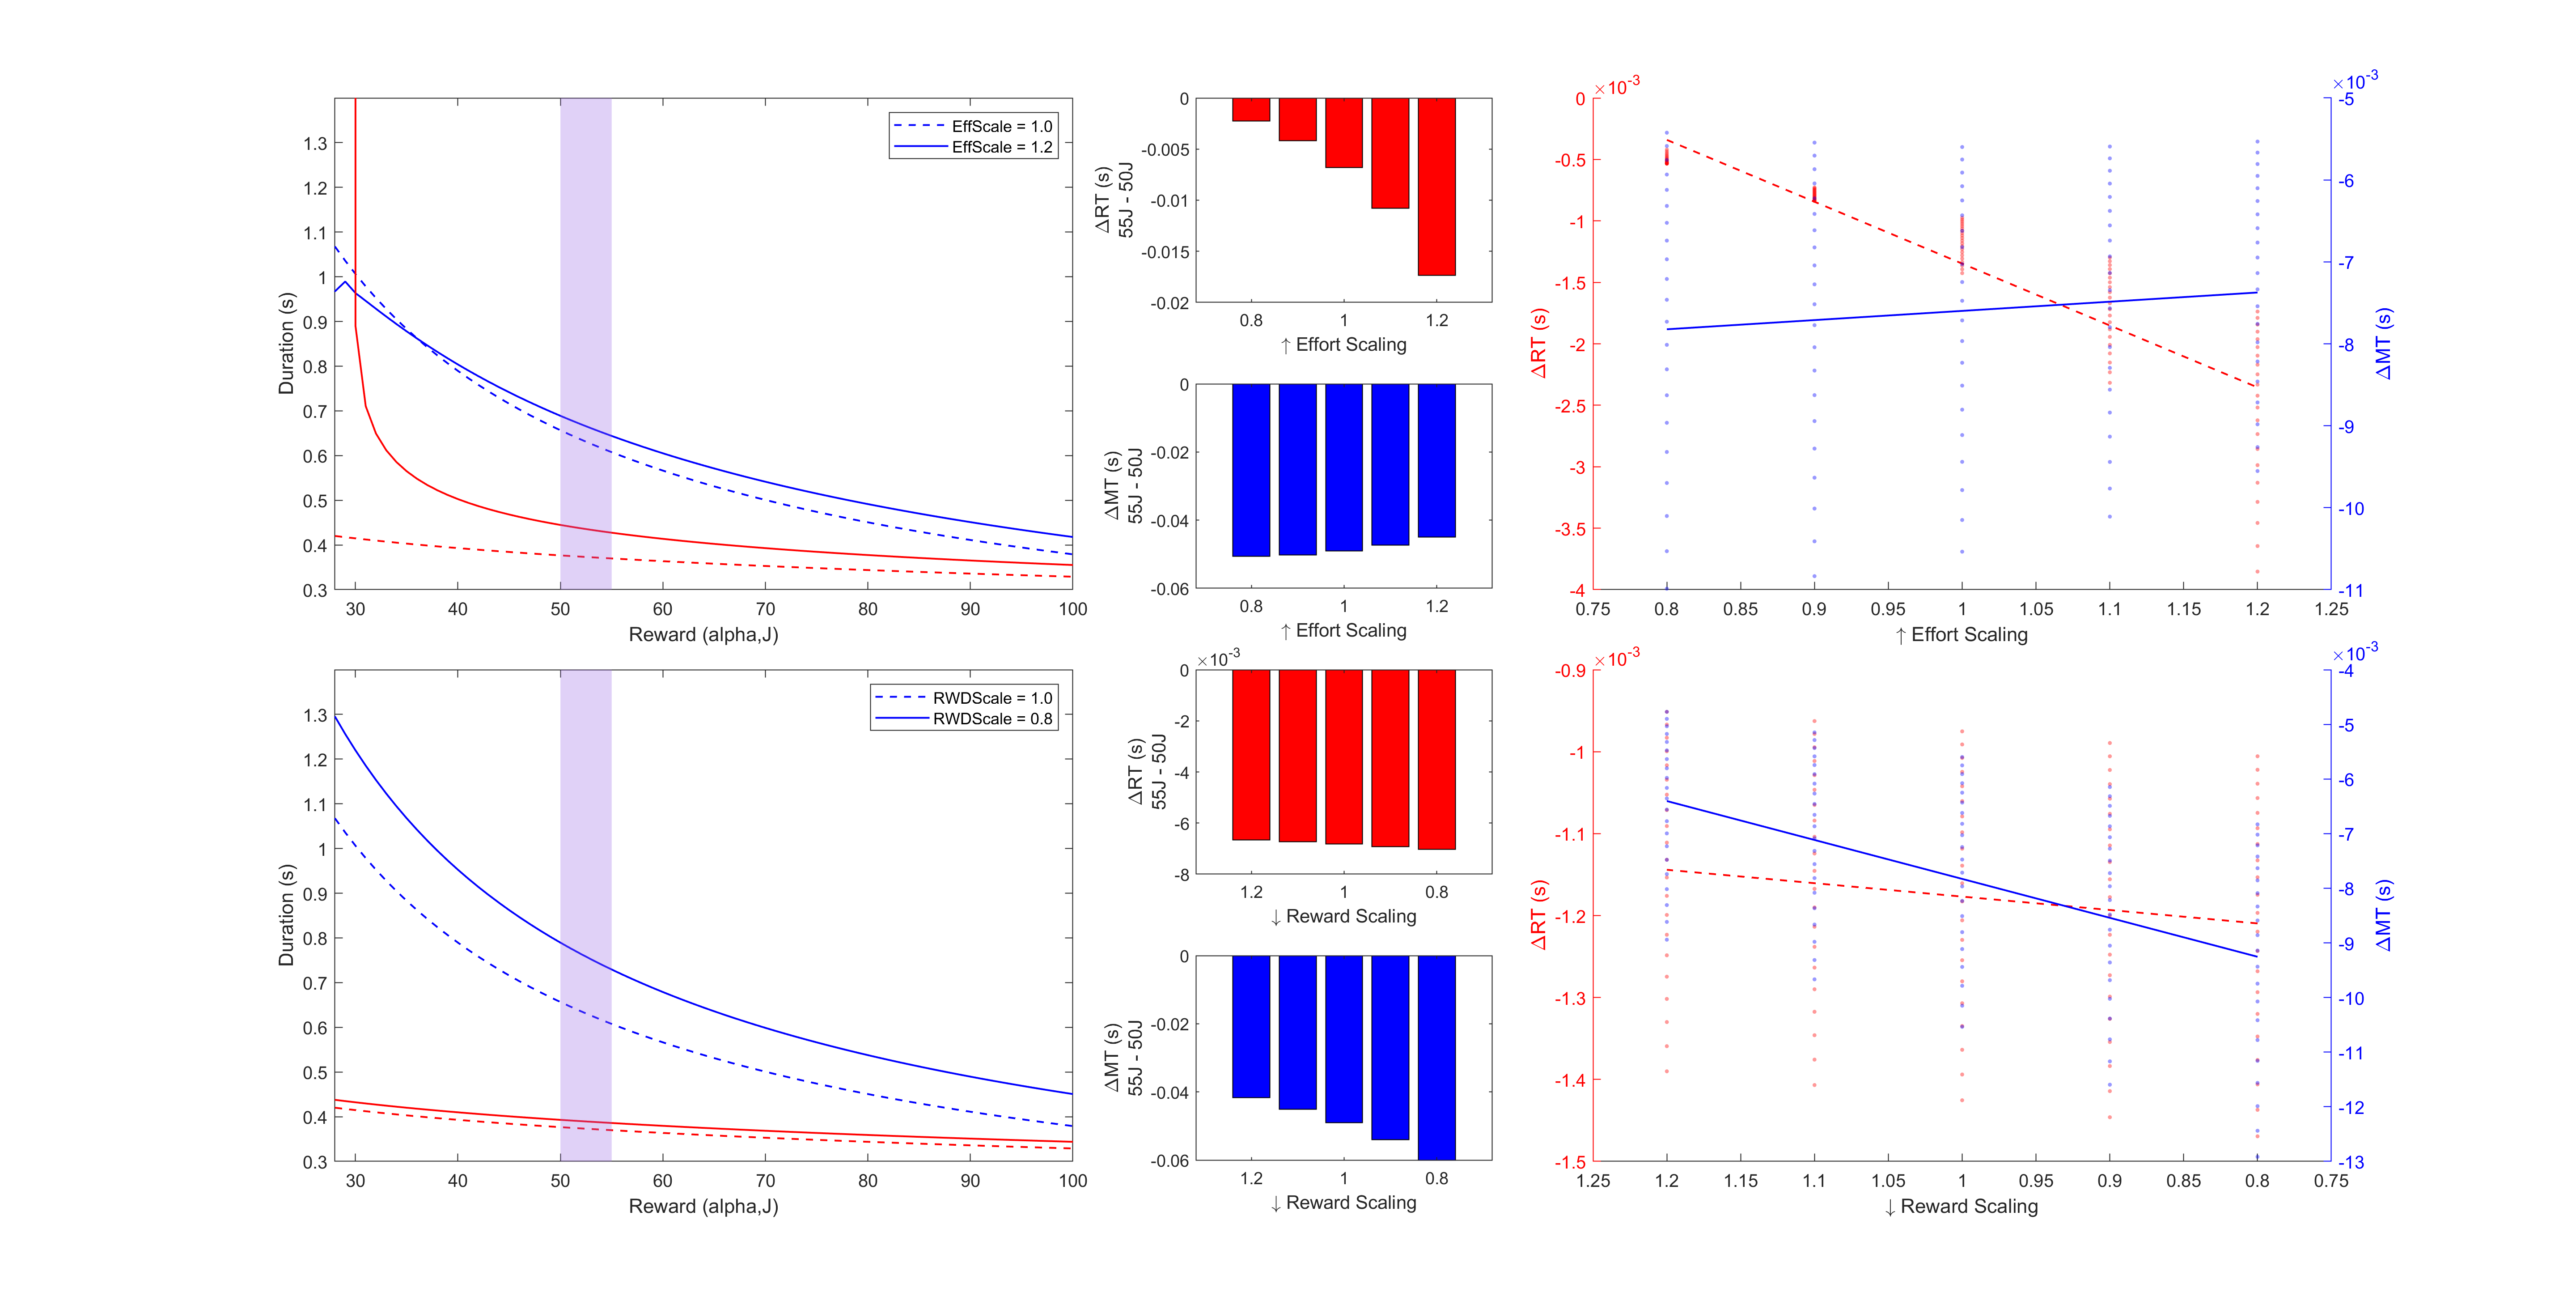 EffScale = 1.0
EffScale = 1.2
Duration (s)
1.3
1.2
1.1
1
0.9
0.8
0.7
0.6
0.5
0.4
0.3
30 40 50 60 70 80 90 100
Reward (alpha,J)
ΔRT (s)
55J - 50J
0
-0.005
-0.01
-0.015
-0.02
0.8 1 1.2
↑ Effort Scaling
ΔMT (s)
55J - 50J
0
-0.02
-0.04
-0.06
0.8 1 1.2
↑ Effort Scaling
×10-3
ΔRT (s)
0
-0.5
-1
-1.5
-2
-2.5
-3
-3.5
-4
×10-3
-5
-6
-7
-8
-9
-10
-11
ΔMT (s)
0.75 0.8 0.85 0.9 0.95 1 1.05 1.1 1.15 1.2 1.25
↑ Effort Scaling
RWDScale = 1.0
RWDScale = 0.8
Duration (s)
1.3
1.2
1.1
1
0.9
0.8
0.7
0.6
0.5
0.4
0.3
30 40 50 60 70 80 90 100
Reward (alpha,J)
×10-3
ΔRT (s)
55J - 50J
0
-2
-4
-6
-8
1.2 1 0.8
↓ Reward Scaling
ΔMT (s)
55J - 50J
0
-0.02
-0.04
-0.06
1.2 1 0.8
↓ Reward Scaling
×10-3
ΔRT (s)
-0.9
-1
-1.1
-1.2
-1.3
-1.4
-1.5
×10-3
-4
-5
-6
-7
-8
-9
-10
-11
-12
-13
ΔMT (s)
1.25 1.2 1.15 1.1 1.05 1 0.95 0.9 0.85 0.8 0.75
↓ Reward Scaling